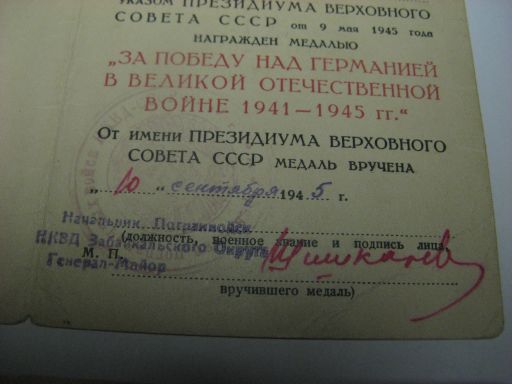 УКАЗОМ ПРЕЗИДИУМА ВЕРХОВНОГО
СОВЕТА СССР от 9 мая 1945 года
НАГРАЖДЕН МЕДАЛЬЮ
„ЗА ПОБЕДУ НАД ГЕРМАНИЕЙ
В ВЕЛИКОЙ ОТЕЧЕСТВЕННОЙ
ВОЙНЕ 1941—1945 гг.“
От имени ПРЕЗИДИУМА ВЕРХОВНОГО
СОВЕТА СССР МЕДАЛЬ ВРУЧЕНА
„10“ сентября 1945 г.
Начальник Погранвойск
(должность, военное звание и подпись лица,
НКВД Забайкальского Округа
М. П.
Генерал-Майор
вручившего медаль)